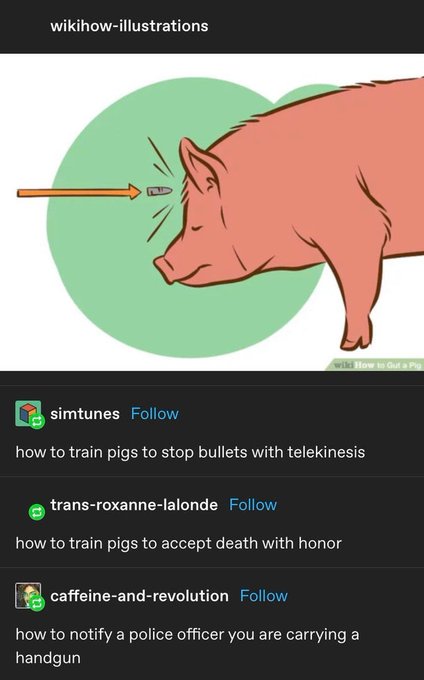 wikihow-illustrations
wikiHow to Gut a Pig
simtunes Follow
how to train pigs to stop bullets with telekinesis
trans-roxanne-lalonde Follow
how to train pigs to accept death with honor
caffeine-and-revolution Follow
how to notify a police officer you are carrying a
handgun